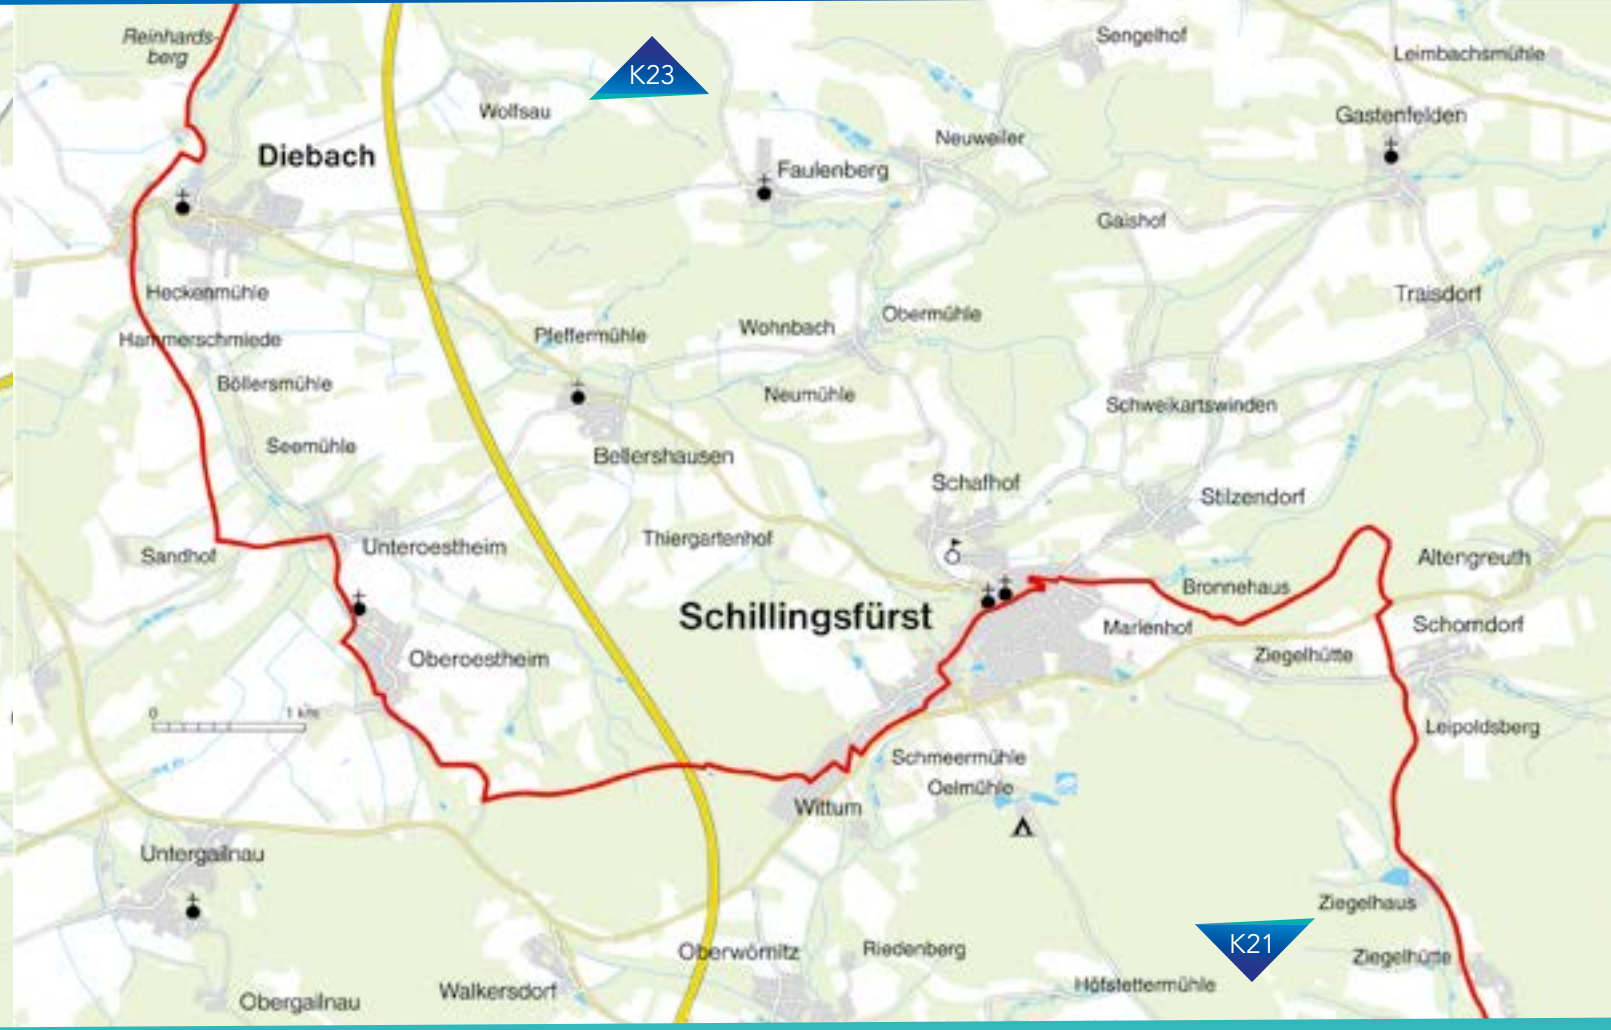 Reinhards-
berg
Sengelhof
Leimbachsmühle
K23
Wolfsau
Gastenfelden
Neuweiler
Diebach
Faulenberg
Gaishof
Heckenmühle
Traisdorf
Obermühle
Wohnbach
Pfeffermühle
Hammerschmiede
Böllersmühle
Neumühle
Schweikartswinden
Seemühle
Bellershausen
Schafhof
Stilzendorf
Thiergartenhof
Unteroestheim
Sandhof
Altengreuth
Bronnehaus
Schillingsfürst
Marienhof
Schorndorf
Ziegelhütte
Oberoestheim
0 1 km
Leipoldsberg
Schmeermühle
Oelmühle
Wittum
Untergailnau
Ziegelhaus
K21
Oberwörnitz
Riedenberg
Ziegelhütte
Höfstettermühle
Walkersdorf
Obergailnau